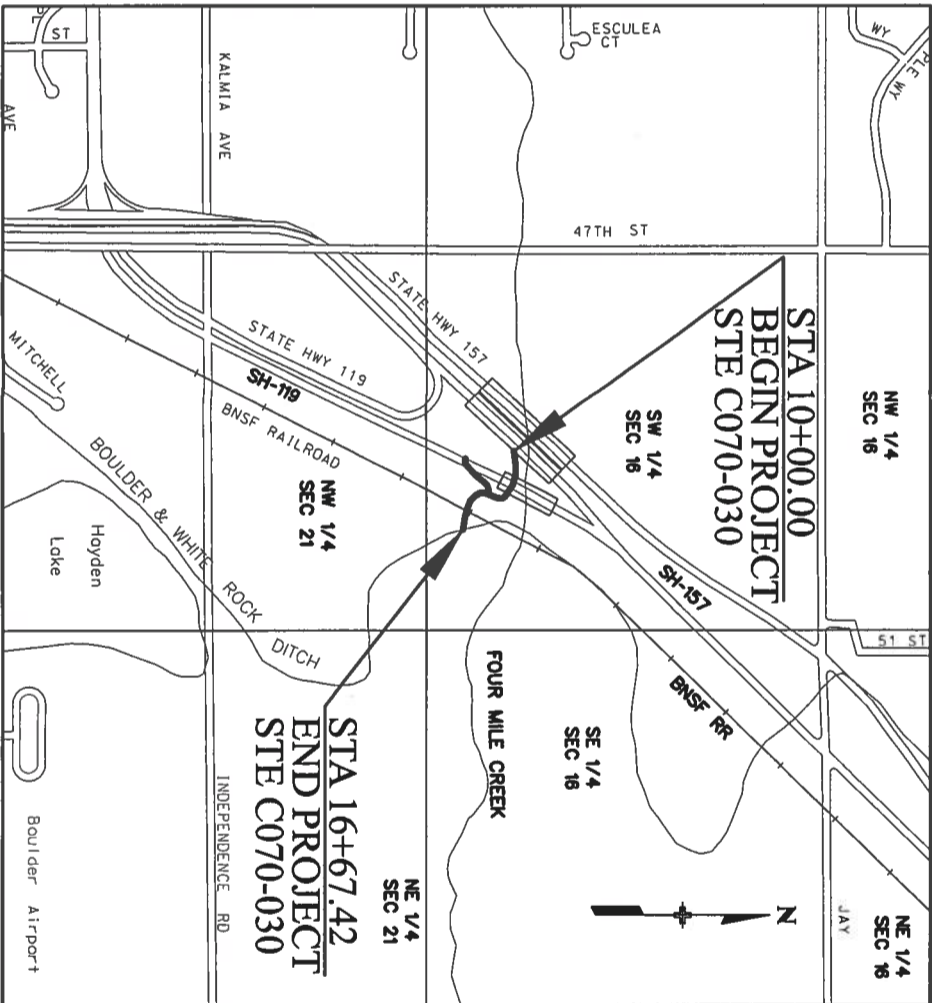 PL
ST
AVE
KALMIA AVE
ESCULEA
CT
WY
PLE WY
47TH ST
STATE HWY 157
STATE HWY 119
SH-119
BNSF RAILROAD
MITCHELL
BOULDER & WHITE ROCK DITCH
Hayden
Lake
NW 1/4
SEC 21
SW 1/4
SEC 16
STA 10+00.00
BEGIN PROJECT
STE C070-030
NW 1/4
SEC 16
SH-157
51 ST
BNSF RR
FOUR MILE CREEK
SE 1/4
SEC 16
STA 16+67.42
END PROJECT
STE C070-030
INDEPENDENCE RD
NE 1/4
SEC 21
N
JAY
NE 1/4
SEC 16
Boulder Airport